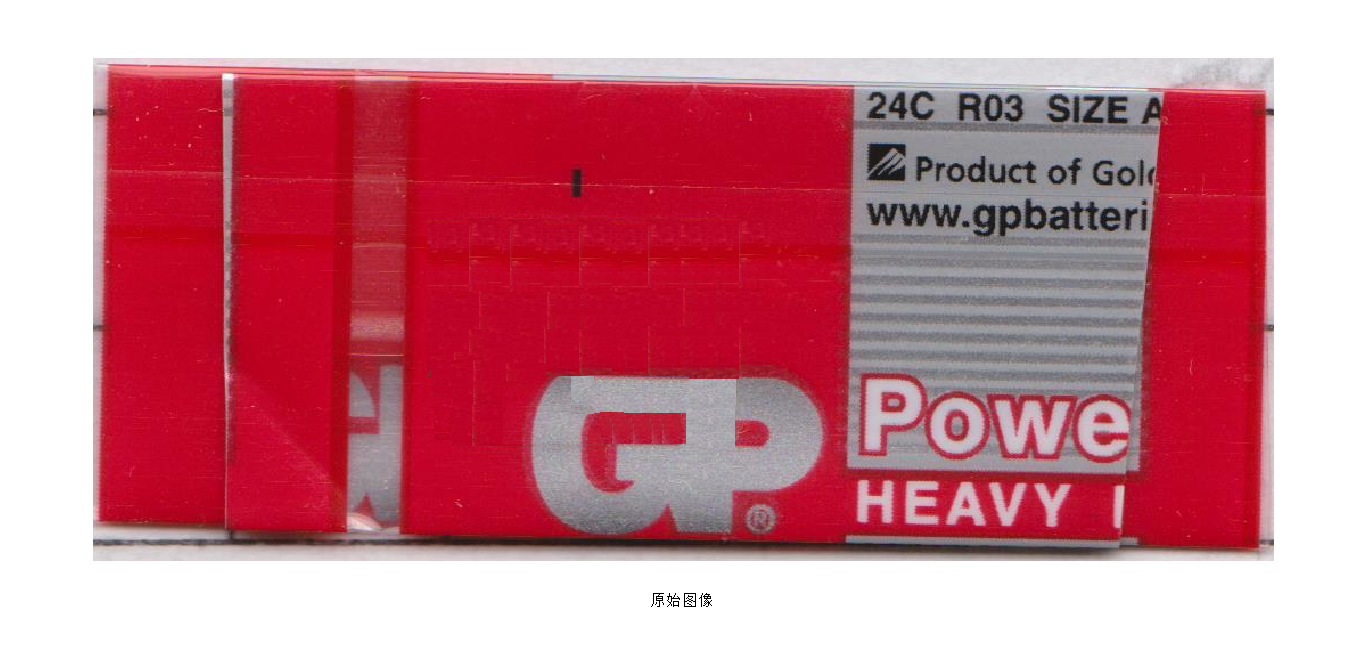 24C R03 SIZE A
Product of Gol
www.gpbatteri
GP®
Powe
HEAVY
原始图像